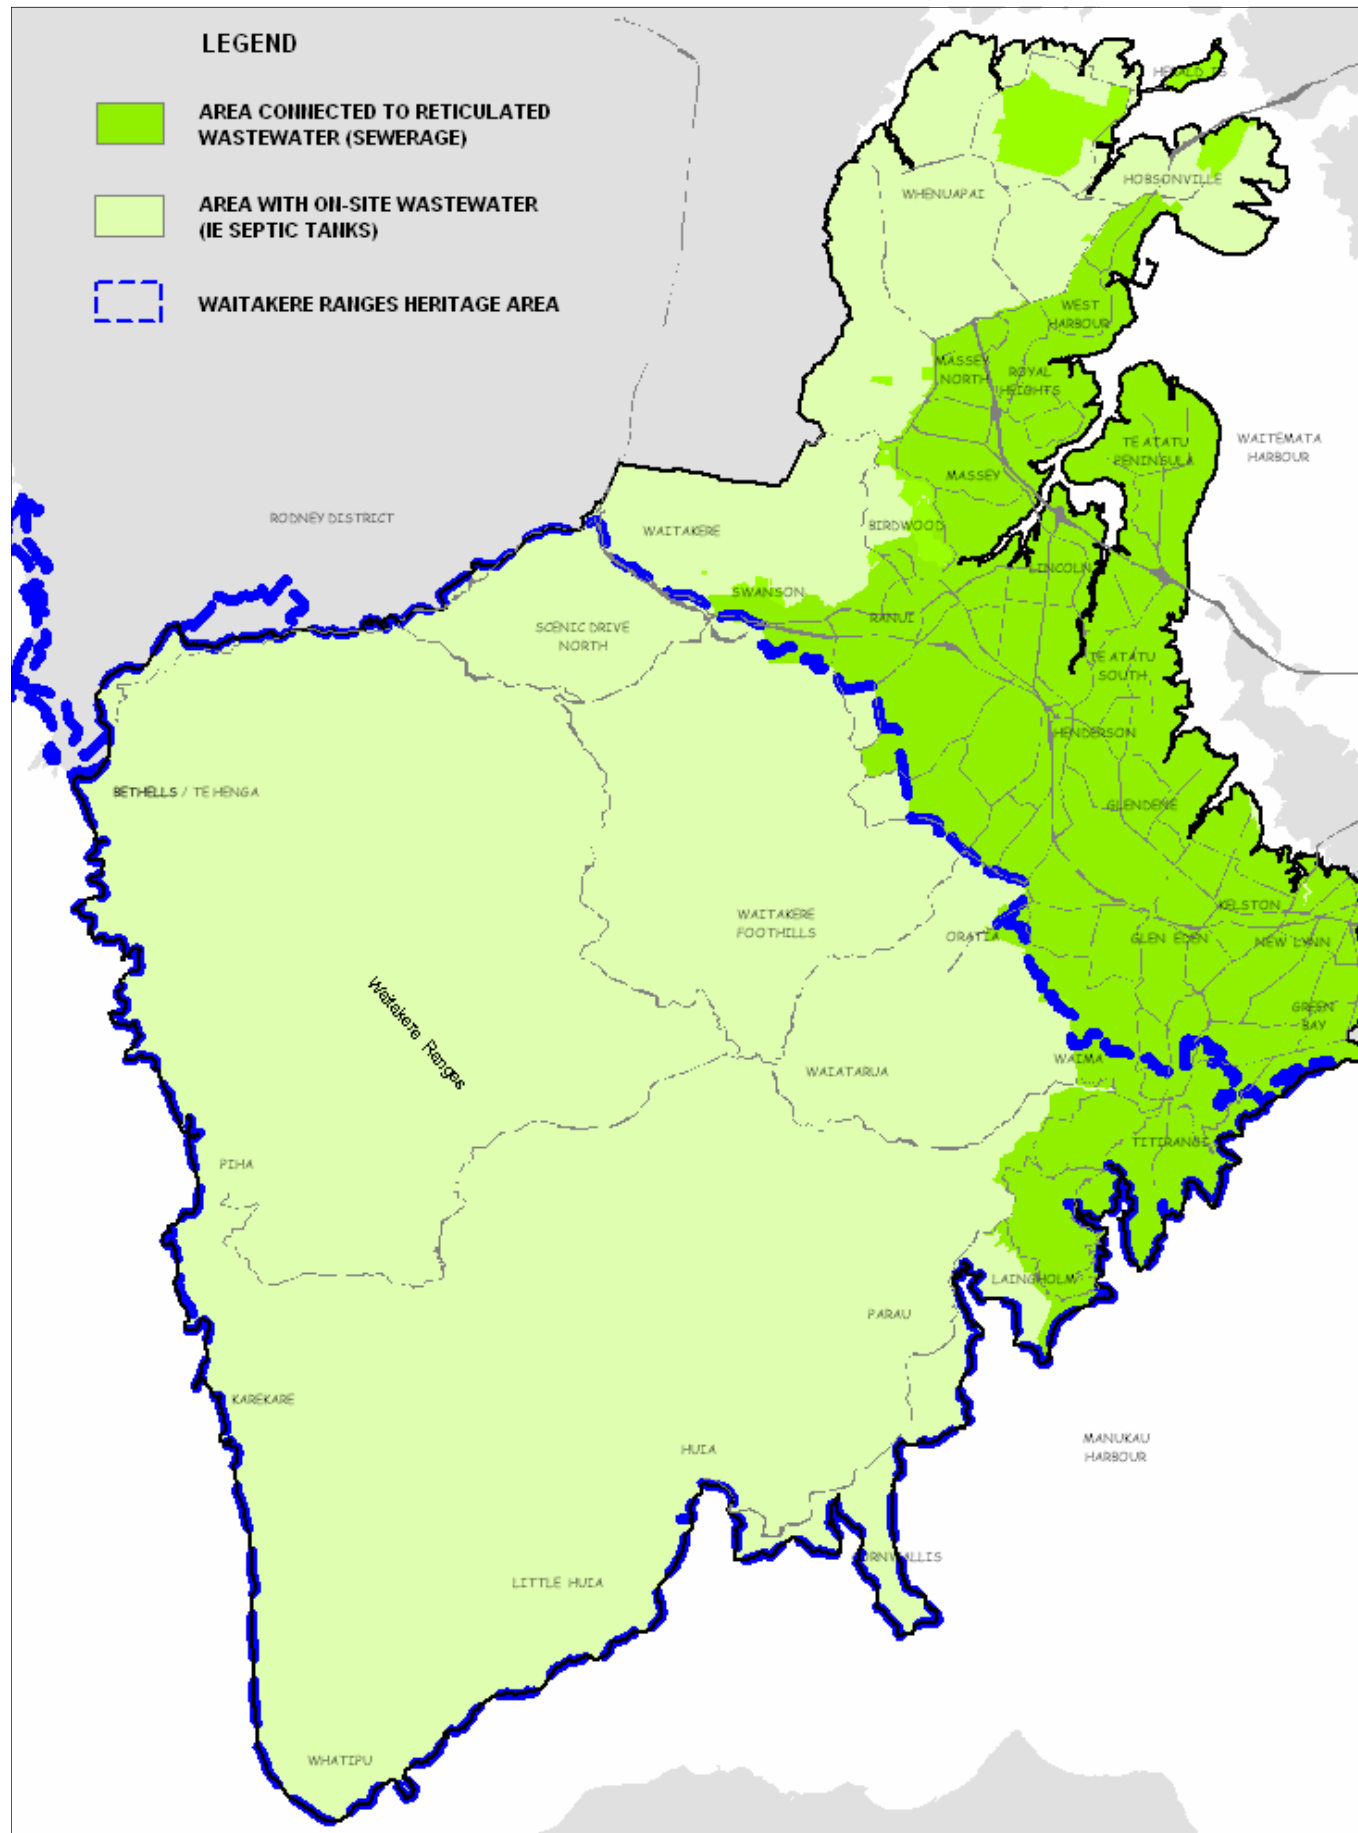 LEGEND
AREA CONNECTED TO RETICULATED
WASTEWATER (SEWERAGE)
AREA WITH ON-SITE WASTEWATER
(IE SEPTIC TANKS)
WAITAKERE RANGES HERITAGE AREA
HERALD IS
HOBSONVILLE
WHENUAPAI
WEST
HARBOUR
MASSEY
NORTH
ROYAL
HEIGHTS
TE ATATU
PENINSULA
WAITEMATA
HARBOUR
MASSEY
RODNEY DISTRICT
WAITAKERE
BIRDWOOD
LINCOLN
SWANSON
RANUI
SCENIC DRIVE
NORTH
TE ATATU
SOUTH
HENDERSON
BETHELLS / TE HENGA
GLENDENE
KELSTON
WAITAKERE
FOOTHILLS
ORATIA
GLEN EDEN
NEW LYNN
Waitakere Ranges
GREEN
BAY
WAIMA
WAIATARUA
TITIRANGI
PIHA
LAINGHOLM
PARAU
KAREKARE
HUIA
MANUKAU
HARBOUR
CORNWALLIS
LITTLE HUIA
WHATIPU